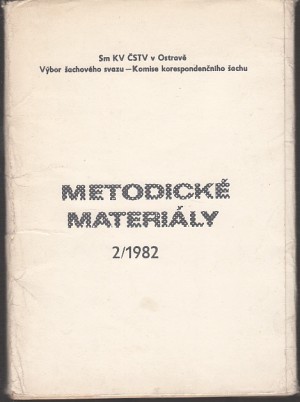 Sm KV ČSTV v Ostravě
Výbor šachového svazu – Komise korespondenčního šachu
METODICKÉ
MATERIÁLY
2/1982